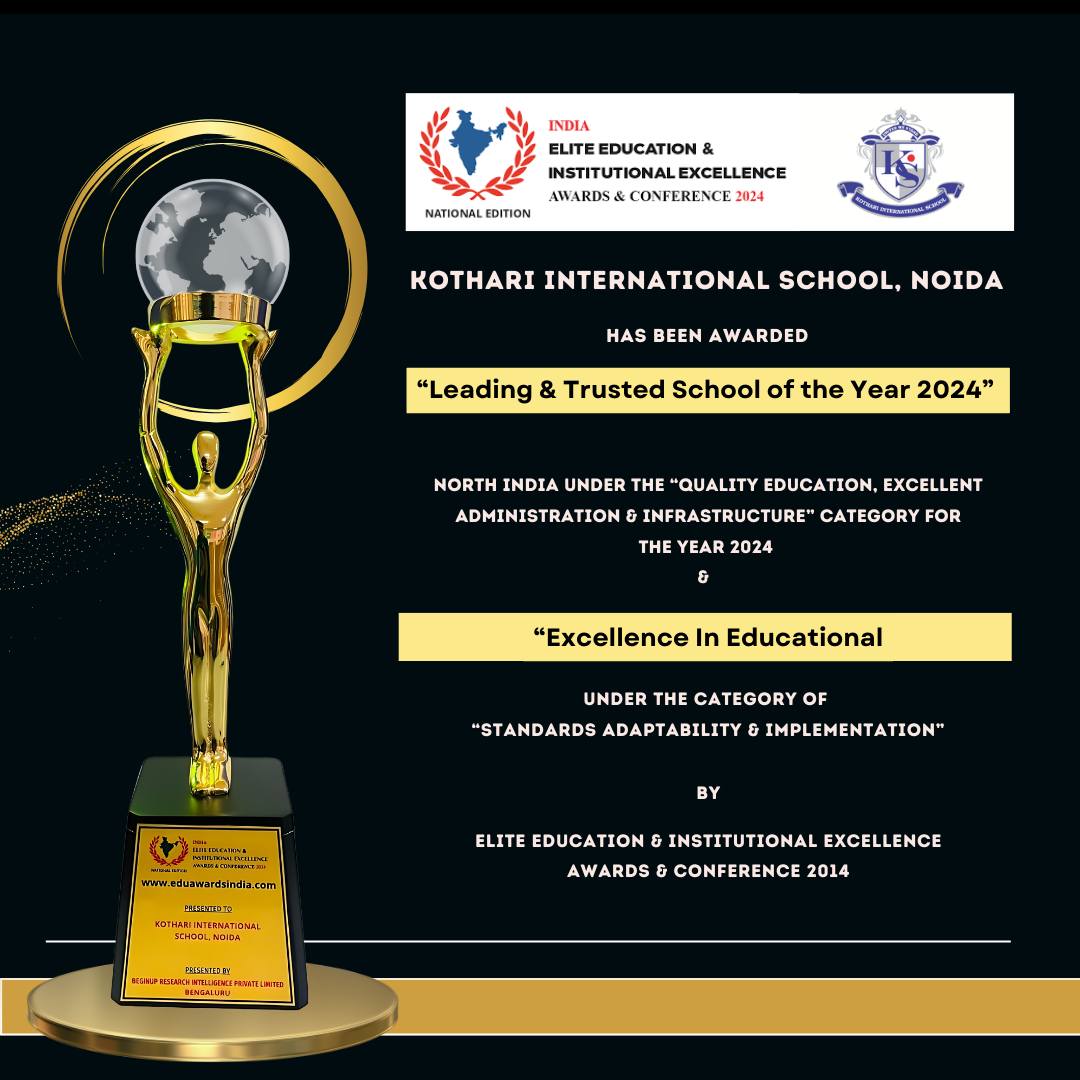 INDIA
ELITE EDUCATION &
INSTITUTIONAL EXCELLENCE
AWARDS & CONFERENCE 2024
NATIONAL EDITION
KS
KOTHARI INTERNATIONAL SCHOOL
KOTHARI INTERNATIONAL SCHOOL, NOIDA
HAS BEEN AWARDED
“Leading & Trusted School of the Year 2024”
NORTH INDIA UNDER THE “QUALITY EDUCATION, EXCELLENT
ADMINISTRATION & INFRASTRUCTURE” CATEGORY FOR
THE YEAR 2024
&
“Excellence In Educational
UNDER THE CATEGORY OF
“STANDARDS ADAPTABILITY & IMPLEMENTATION”
BY
ELITE EDUCATION & INSTITUTIONAL EXCELLENCE
AWARDS & CONFERENCE 2014
INDIA
ELITE EDUCATION &
INSTITUTIONAL EXCELLENCE
AWARDS & CONFERENCE 2024
NATIONAL EDITION
www.eduawardsindia.com
PRESENTED TO
KOTHARI INTERNATIONAL
SCHOOL, NOIDA
PRESENTED BY
BEGINUP RESEARCH INTELLIGENCE PRIVATE LIMITED
BENGALURU